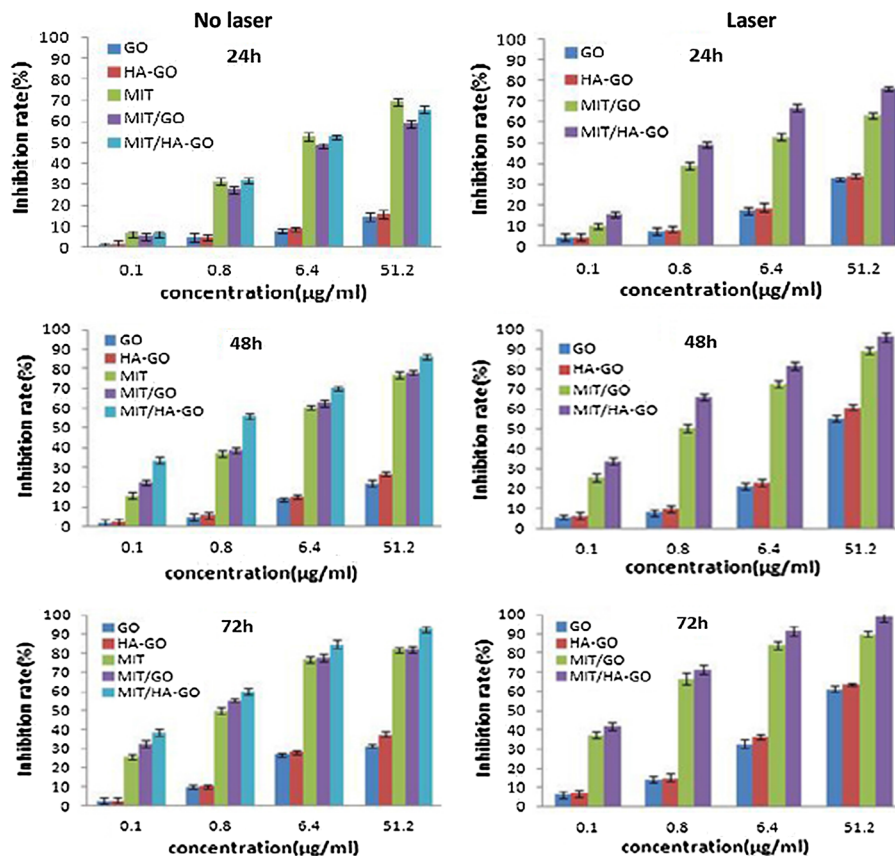 No laser
Inhibition rate(%)
100
90
80
70
60
50
40
30
20
10
0
GO
HA-GO
MIT
MIT/GO
MIT/HA-GO
24h
0.1 0.8 6.4 51.2
concentration(μg/ml)
Laser
Inhibition rate(%)
100
90
80
70
60
50
40
30
20
10
0
GO
HA-GO
MIT/GO
MIT/HA-GO
24h
0.1 0.8 6.4 51.2
concentration(μg/ml)
Inhibition rate(%)
100
90
80
70
60
50
40
30
20
10
0
GO
HA-GO
MIT
MIT/GO
MIT/HA-GO
48h
0.1 0.8 6.4 51.2
concentration(μg/ml)
Inhibition rate(%)
100
90
80
70
60
50
40
30
20
10
0
GO
HA-GO
MIT/GO
MIT/HA-GO
48h
0.1 0.8 6.4 51.2
concentration(μg/ml)
Inhibition rate(%)
100
90
80
70
60
50
40
30
20
10
0
GO
HA-GO
MIT
MIT/GO
MIT/HA-GO
72h
0.1 0.8 6.4 51.2
concentration(μg/ml)
Inhibition rate(%)
100
90
80
70
60
50
40
30
20
10
0
GO
HA-GO
MIT/GO
MIT/HA-GO
72h
0.1 0.8 6.4 51.2
concentration(μg/ml)